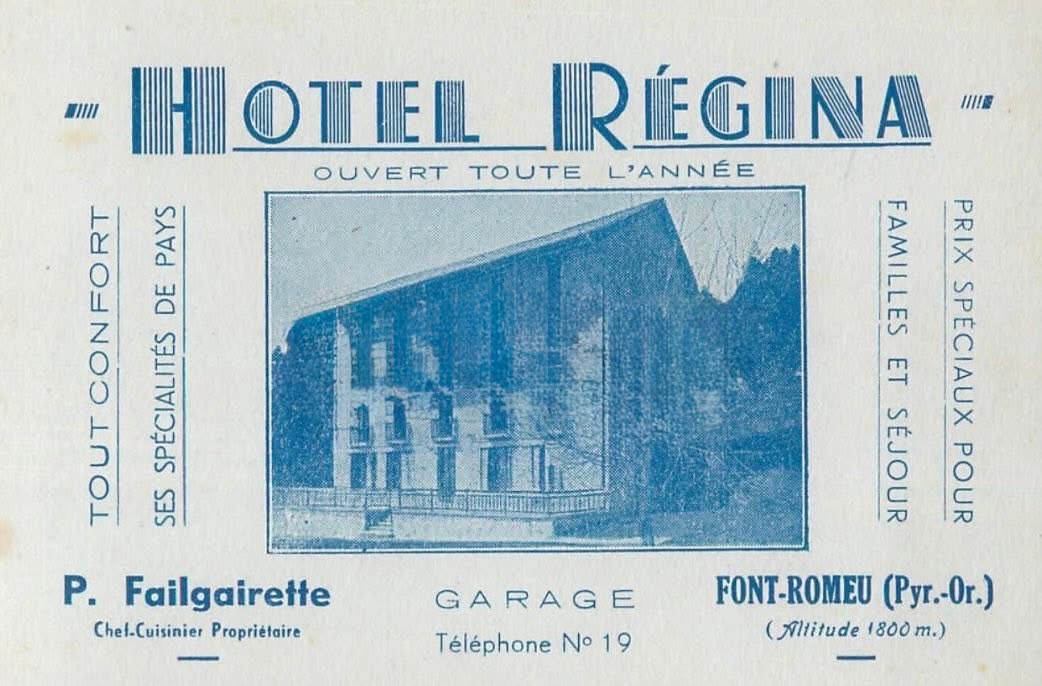 HOTEL RÉGINA
OUVERT TOUTE L'ANNÉE
TOUT CONFORT
SES SPÉCIALITÉS DE PAYS
PRIX SPÉCIAUX POUR
FAMILLES ET SÉJOUR
P. Failgairette
Chef-Cuisinier Propriétaire
GARAGE
Téléphone Nº 19
FONT-ROMEU (Pyr.-Or.)
(Altitude 1800 m.)